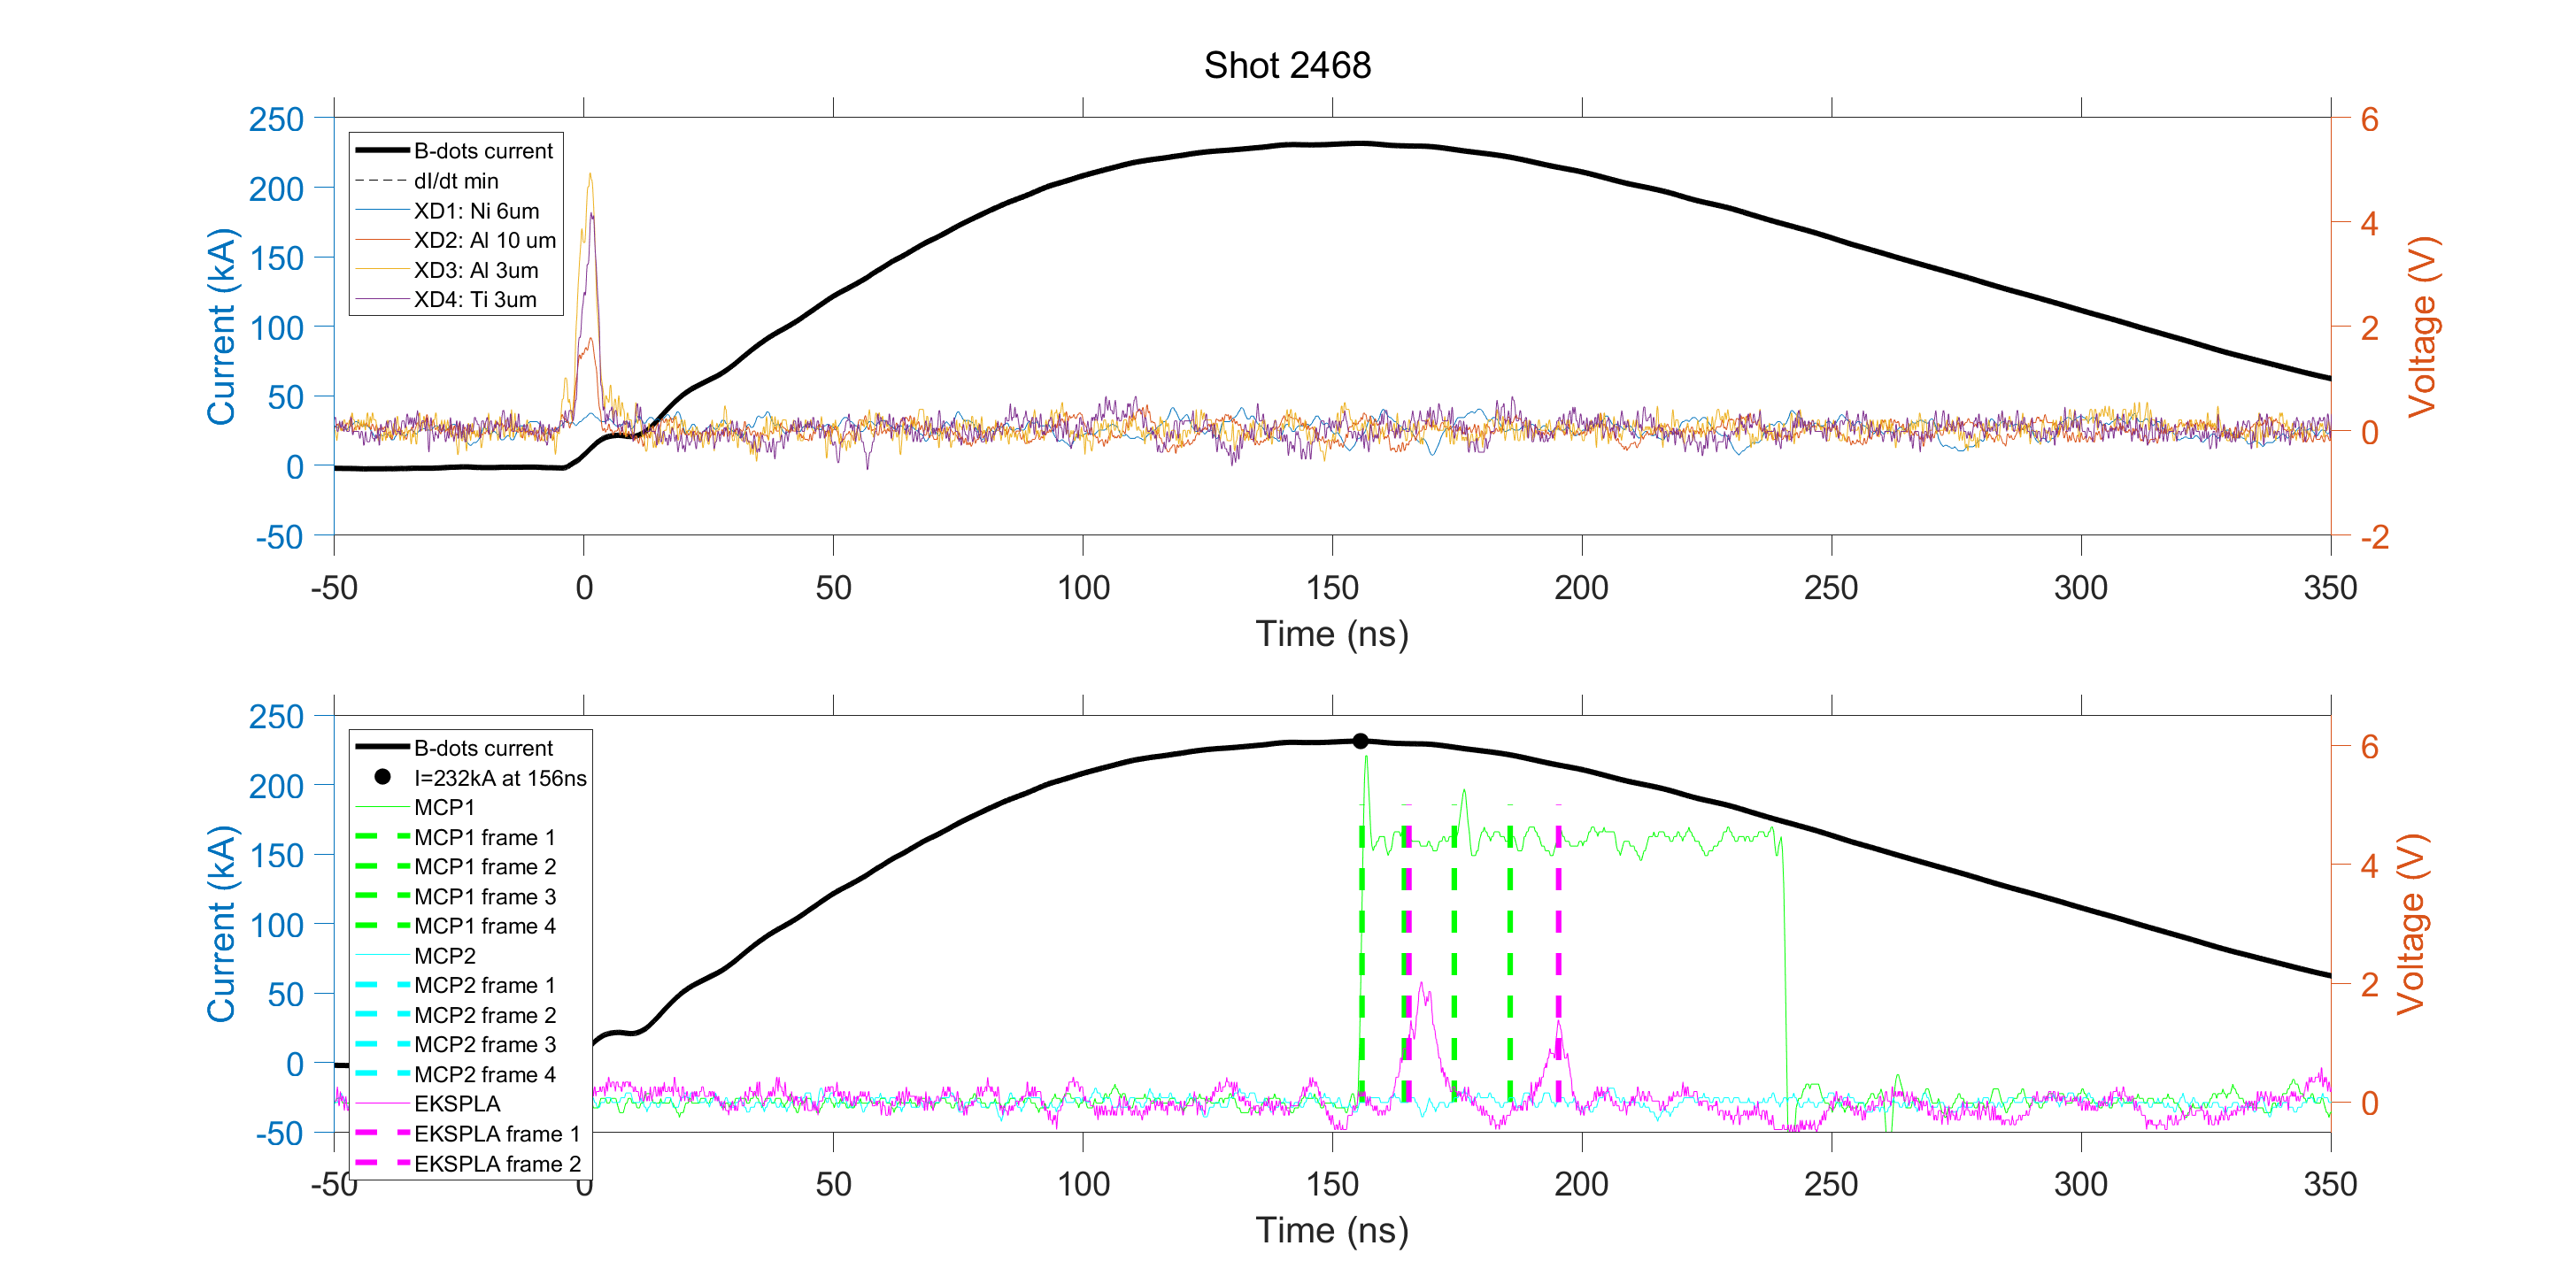 Shot 2468
250
200
150
100
50
0
-50
Current (kA)
B-dots current
dI/dt min
XD1: Ni 6um
XD2: Al 10 um
XD3: Al 3um
XD4: Ti 3um
6
4
2
0
-2
Voltage (V)
-50 0 50 100 150 200 250 300 350
Time (ns)
250
200
150
100
50
0
-50
Current (kA)
B-dots current
I=232kA at 156ns
MCP1
MCP1 frame 1
MCP1 frame 2
MCP1 frame 3
MCP1 frame 4
MCP2
MCP2 frame 1
MCP2 frame 2
MCP2 frame 3
MCP2 frame 4
EKSPLA
EKSPLA frame 1
EKSPLA frame 2
6
4
2
0
Voltage (V)
-50 0 50 100 150 200 250 300 350
Time (ns)